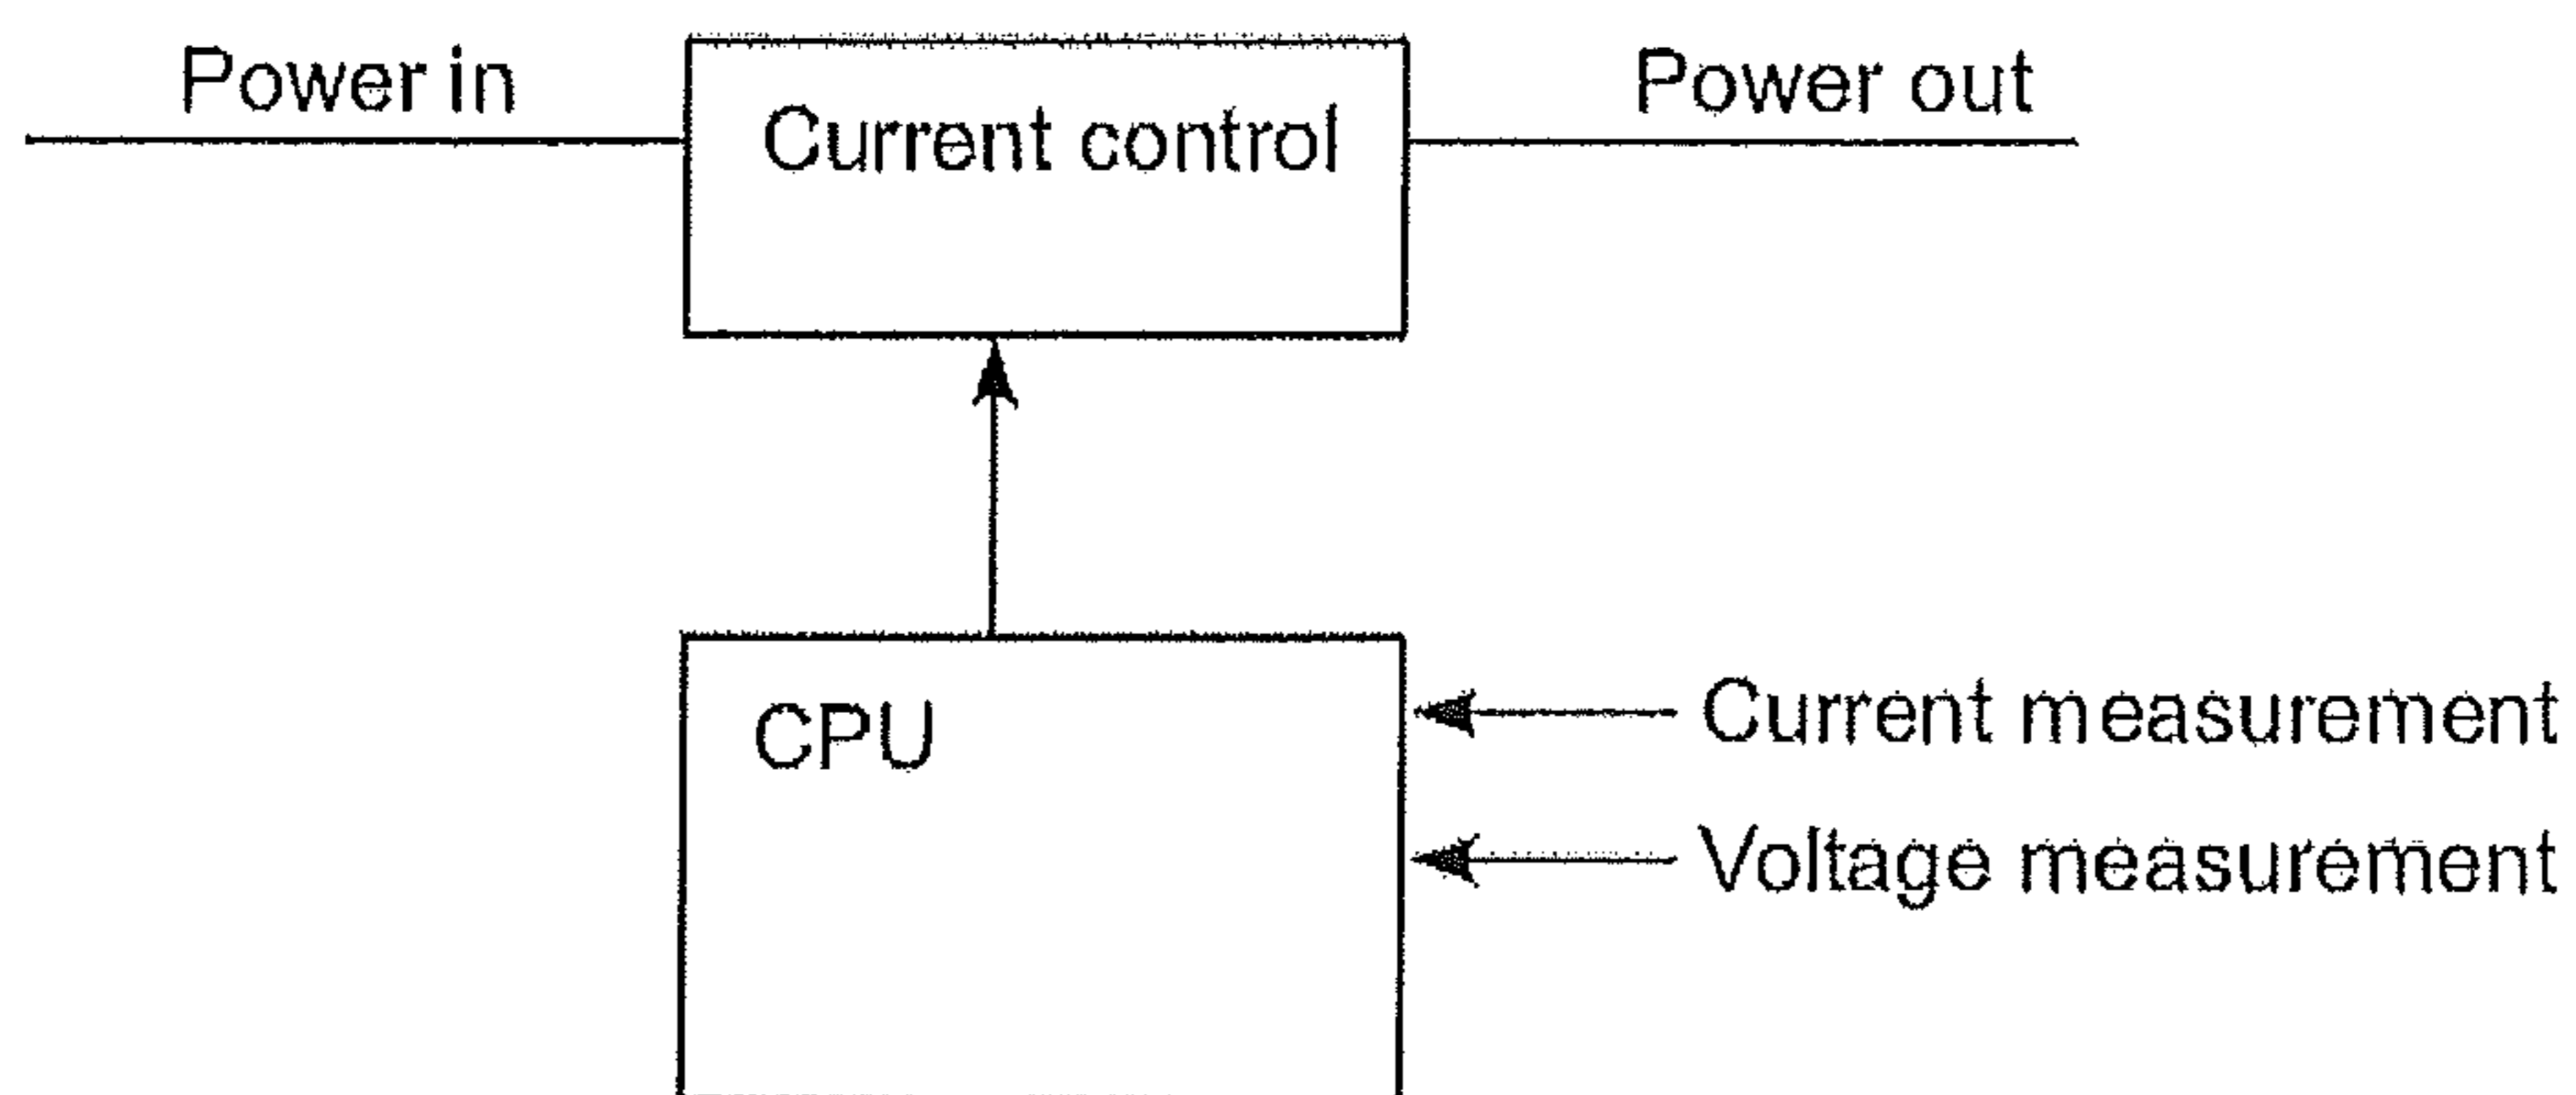 Power in
Current control
Power out
CPU
Current measurement
Voltage measurement